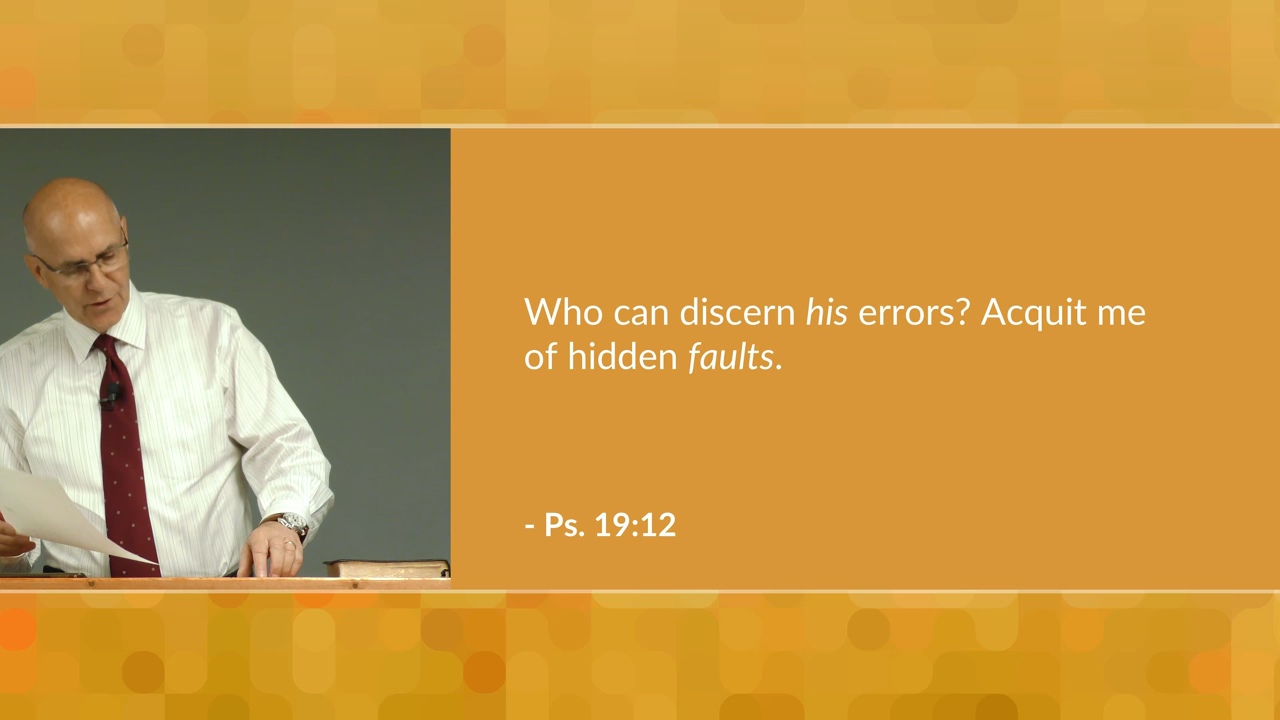 Who can discern his errors? Acquit me
of hidden faults.
- Ps. 19:12